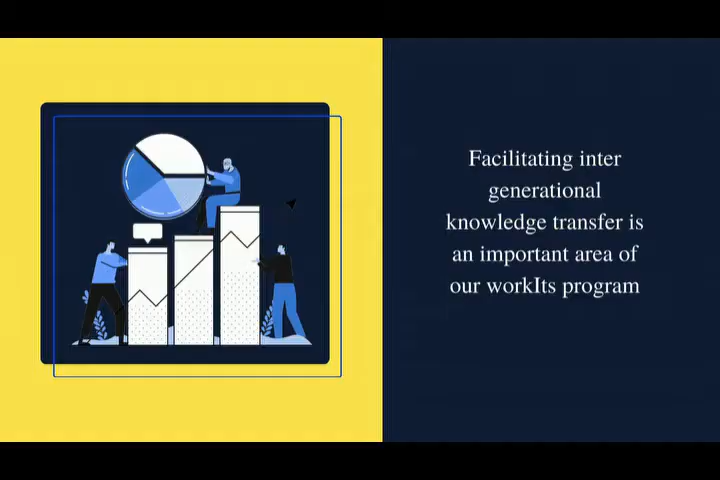 Facilitating inter
generational
knowledge transfer is
an important area of
our workIts program